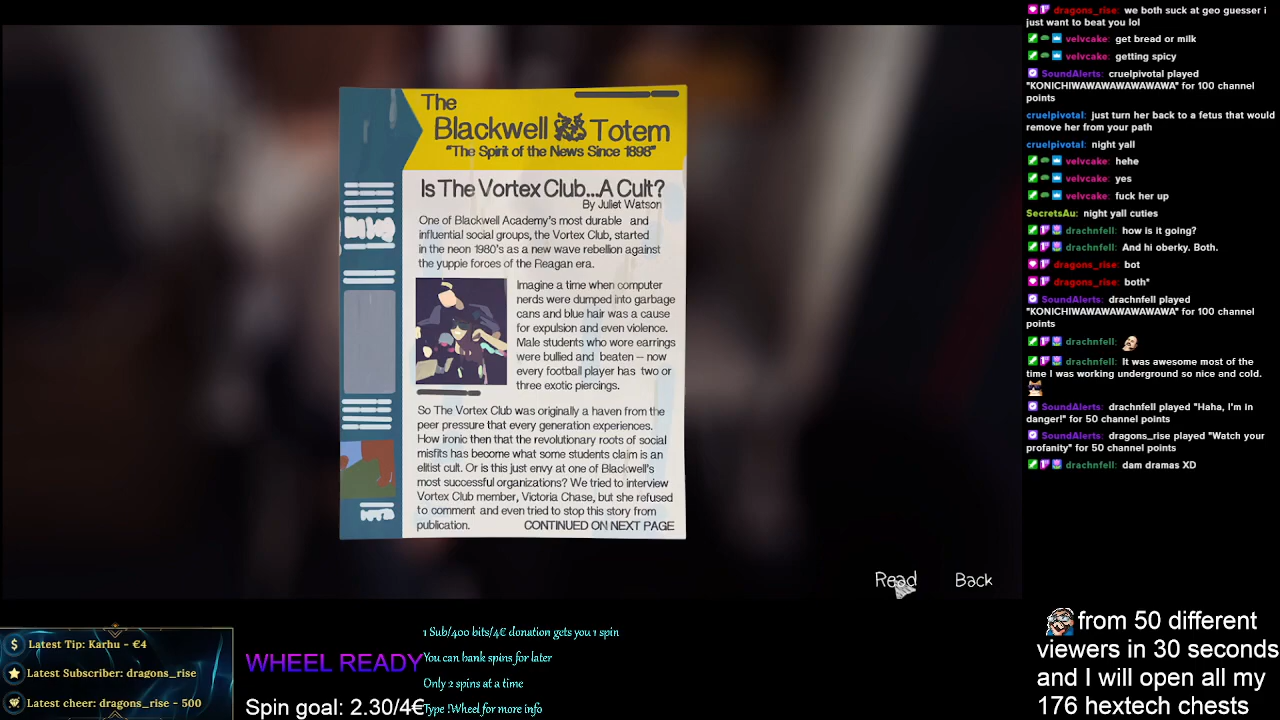 The
Blackwell Totem
"The Spirit of the News Since 1898"
Is The Vortex Club...A Cult?
By Juliet Watson
One of Blackwell Academy's most durable and
influential social groups, the Vortex Club, started
in the neon 1980's as a new wave rebellion against
the yuppie forces of the Reagan era.
Imagine a time when computer
nerds were dumped into garbage
cans and blue hair was a cause
for expulsion and even violence.
Male students who wore earrings
were bullied and beaten – now
every football player has two or
three exotic piercings.
So The Vortex Club was originally a haven from the
peer pressure that every generation experiences.
How ironic then that the revolutionary roots of social
misfits has become what some students claim is an
elitist cult. Or is this just envy at one of Blackwell's
most successful organizations? We tried to interview
Vortex Club member, Victoria Chase, but she refused
to comment and even tried to stop this story from
publication. CONTINUED ON NEXT PAGE
Read Back
dragons_rise: we both suck at geo guesser i
just want to beat you lol
velvcake: get bread or milk
velvcake: getting spicy
SoundAlerts: cruelpivotal played
"KONICHIWAWAWAWAWAWAWA" for 100 channel
points
cruelpivotal: just turn her back to a fetus that would
remove her from your path
cruelpivotal: night yall
velvcake: hehe
velvcake: yes
velvcake: fuck her up
SecretsAu: night yall cuties
drachnfell: how is it going?
drachnfell: And hi oberky. Both.
dragons_rise: bot
dragons_rise: both*
SoundAlerts: drachnfell played
"KONICHIWAWAWAWAWAWAWA" for 100 channel
points
drachnfell:
drachnfell: It was awesome most of the
time I was working underground so nice and cold.
SoundAlerts: drachnfell played "Haha, I'm in
danger!" for 50 channel points
SoundAlerts: dragons_rise played "Watch your
profanity" for 50 channel points
drachnfell: dam dramas XD
Latest Tip: Karhu - €4
Latest Subscriber: dragons_rise
Latest cheer: dragons_rise - 500
WHEEL READY
Spin goal: 2.30/4€
1 Sub/400 bits/4€ donation gets you 1 spin
You can bank spins for later
Only 2 spins at a time
Type !Wheel for more info
from 50 different
viewers in 30 seconds
and I will open all my
176 hextech chests